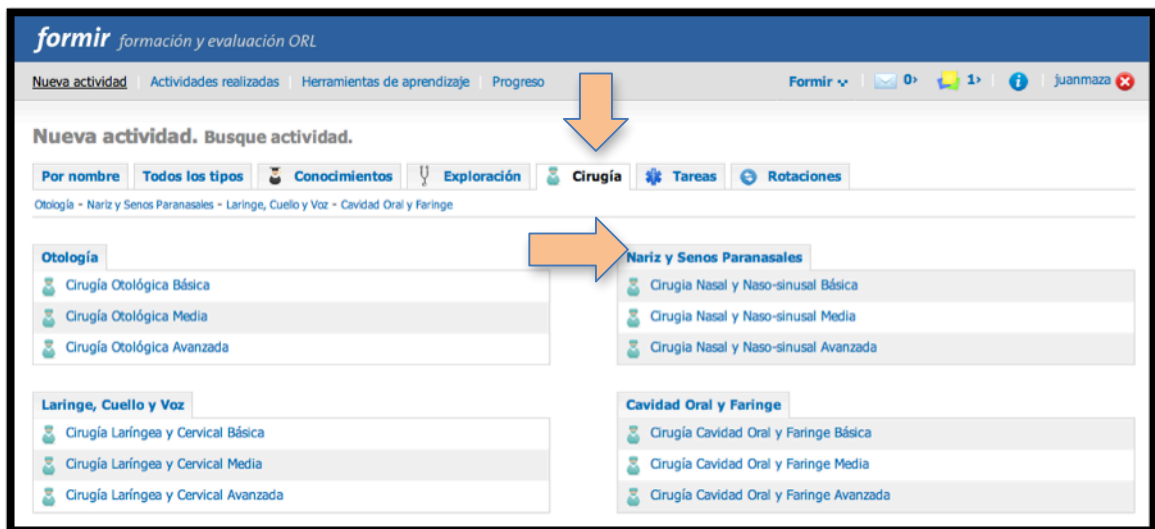 formir formación y evaluación ORL
Nueva actividad Actividades realizadas Herramientas de aprendizaje Progreso Formir 0 1 juanmaza
Nueva actividad. Busque actividad.
Por nombre Todos los tipos Conocimientos Exploración Cirugía Tareas Rotaciones
Otología - Nariz y Senos Paranasales - Laringe, Cuello y Voz - Cavidad Oral y Faringe
Otología
Cirugía Otológica Básica
Cirugía Otológica Media
Cirugía Otológica Avanzada
Nariz y Senos Paranasales
Cirugia Nasal y Naso-sinusal Básica
Cirugia Nasal y Naso-sinusal Media
Cirugia Nasal y Naso-sinusal Avanzada
Laringe, Cuello y Voz
Cirugía Laríngea y Cervical Básica
Cirugía Laríngea y Cervical Media
Cirugía Laríngea y Cervical Avanzada
Cavidad Oral y Faringe
Cirugía Cavidad Oral y Faringe Básica
Cirugía Cavidad Oral y Faringe Media
Cirugía Cavidad Oral y Faringe Avanzada